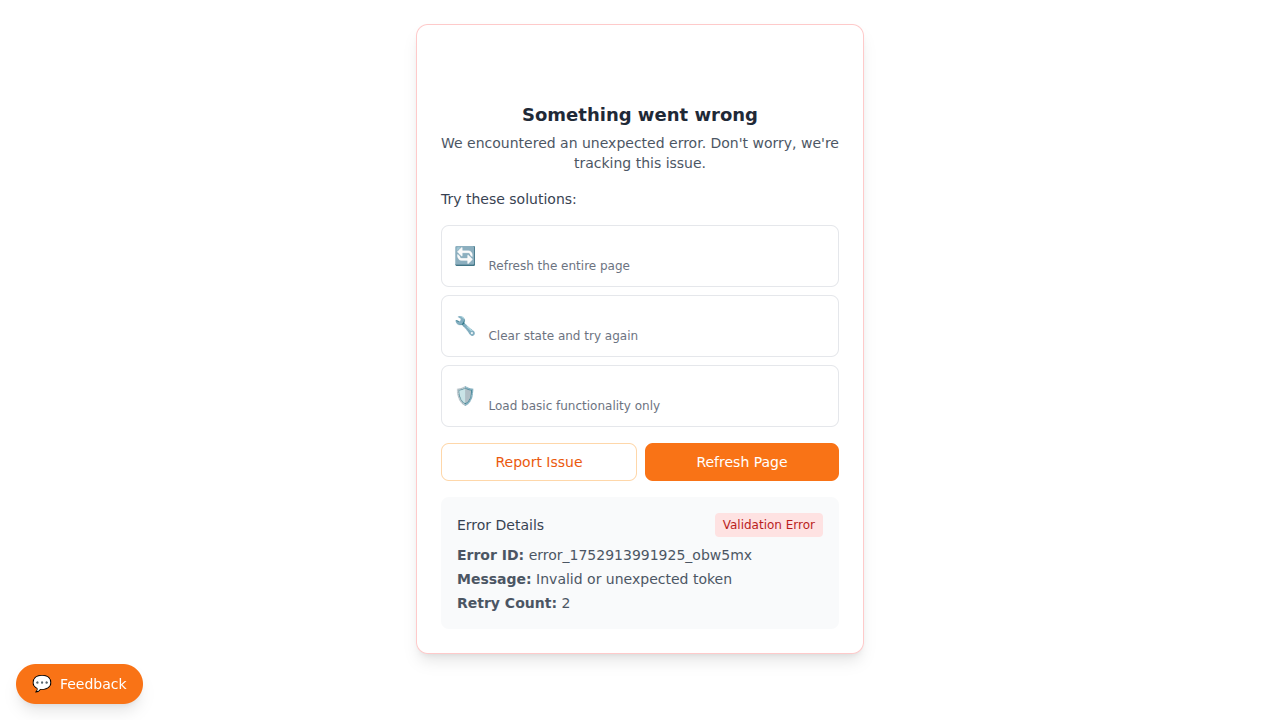 Something went wrong
We encountered an unexpected error. Don't worry, we're
tracking this issue.
Try these solutions:
Refresh the entire page
Clear state and try again
Load basic functionality only
Report Issue
Refresh Page
Error Details
Validation Error
Error ID: error_1752913991925_obw5mx
Message: Invalid or unexpected token
Retry Count: 2
Feedback